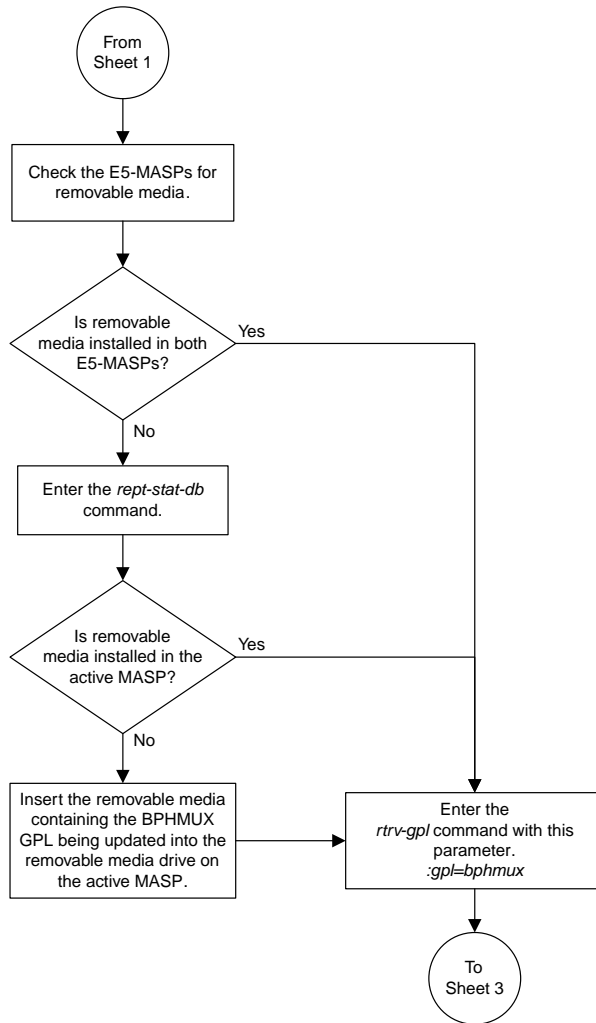 From
Sheet 1
Check the E5-MASPs for
removable media.
Is removable
media installed in both
E5-MASPs?
Yes
No
Enter the rept-stat-db
command.
Is removable
media installed in the
active MASP?
Yes
No
Insert the removable media
containing the BPHMUX
GPL being updated into the
removable media drive on
the active MASP.
Enter the
rtrv-gpl command with this
parameter.
:gpl=bphmux
To
Sheet 3